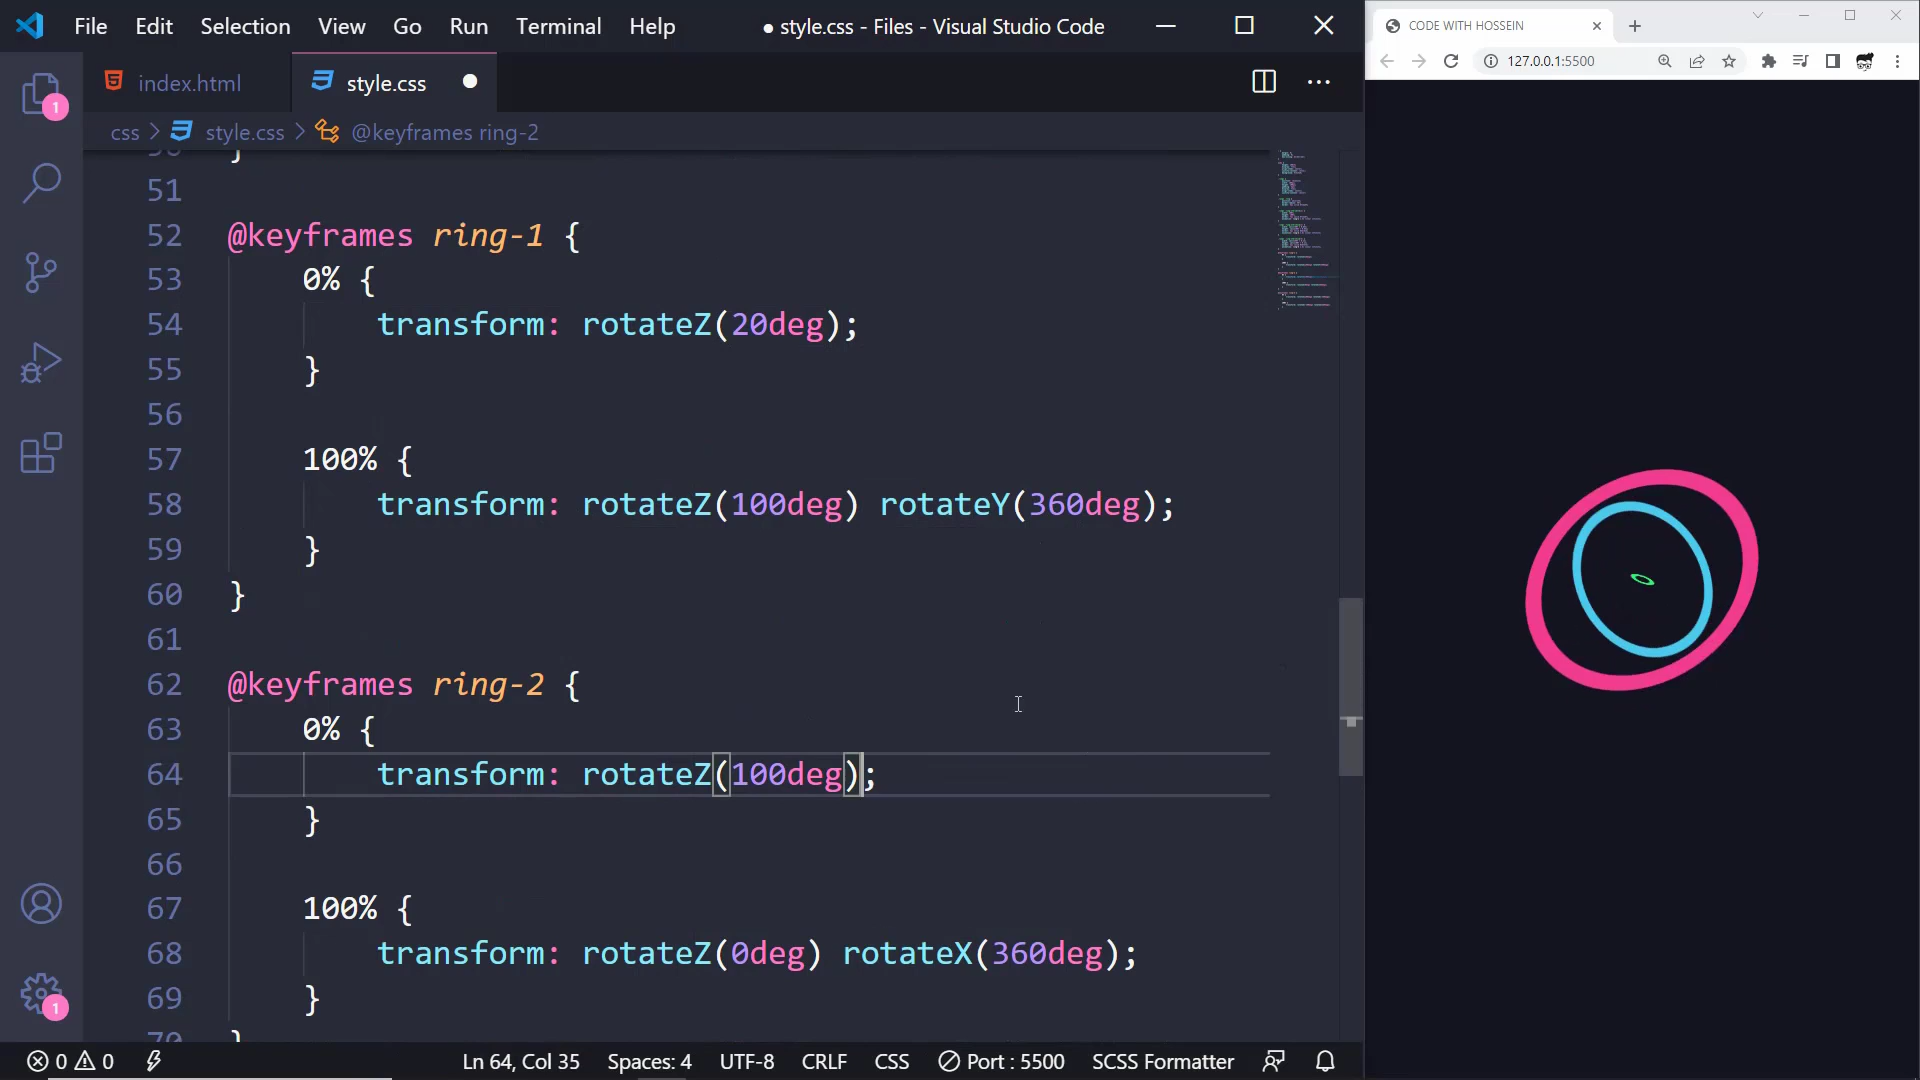 File Edit Selection View Go Run Terminal Help ● style.css - Files - Visual Studio Code
CODE WITH HOSSEIN
127.0.0.1:5500
1
index.html
style.css
css > style.css > @keyframes ring-2
51
52 @keyframes ring-1 {
53 0% {
54 transform: rotateZ(20deg);
55 }
56
57 100% {
58 transform: rotateZ(100deg) rotateY(360deg);
59 }
60 }
61
62 @keyframes ring-2 {
63 0% {
64 transform: rotateZ(100deg);
65 }
66
67 100% {
68 transform: rotateZ(0deg) rotateX(360deg);
69 }
1
0 0 Ln 64, Col 35 Spaces: 4 UTF-8 CRLF CSS Port : 5500 SCSS Formatter